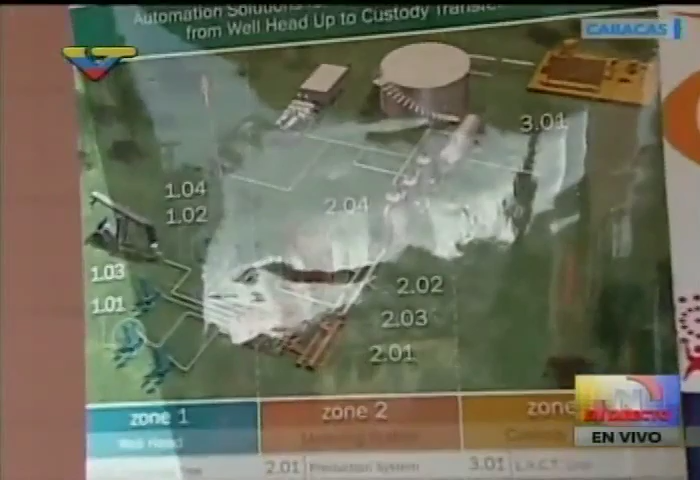 Automation Solutions
from Well Head Up to Custody Transfer
CARACAS
3.01
1.04
1.02
2.04
1.03
1.01
2.02
2.03
2.01
zone 1
zone 2
zone
Well Head
EN DIRECTO
EN VIVO
2.01 Production System
3.01